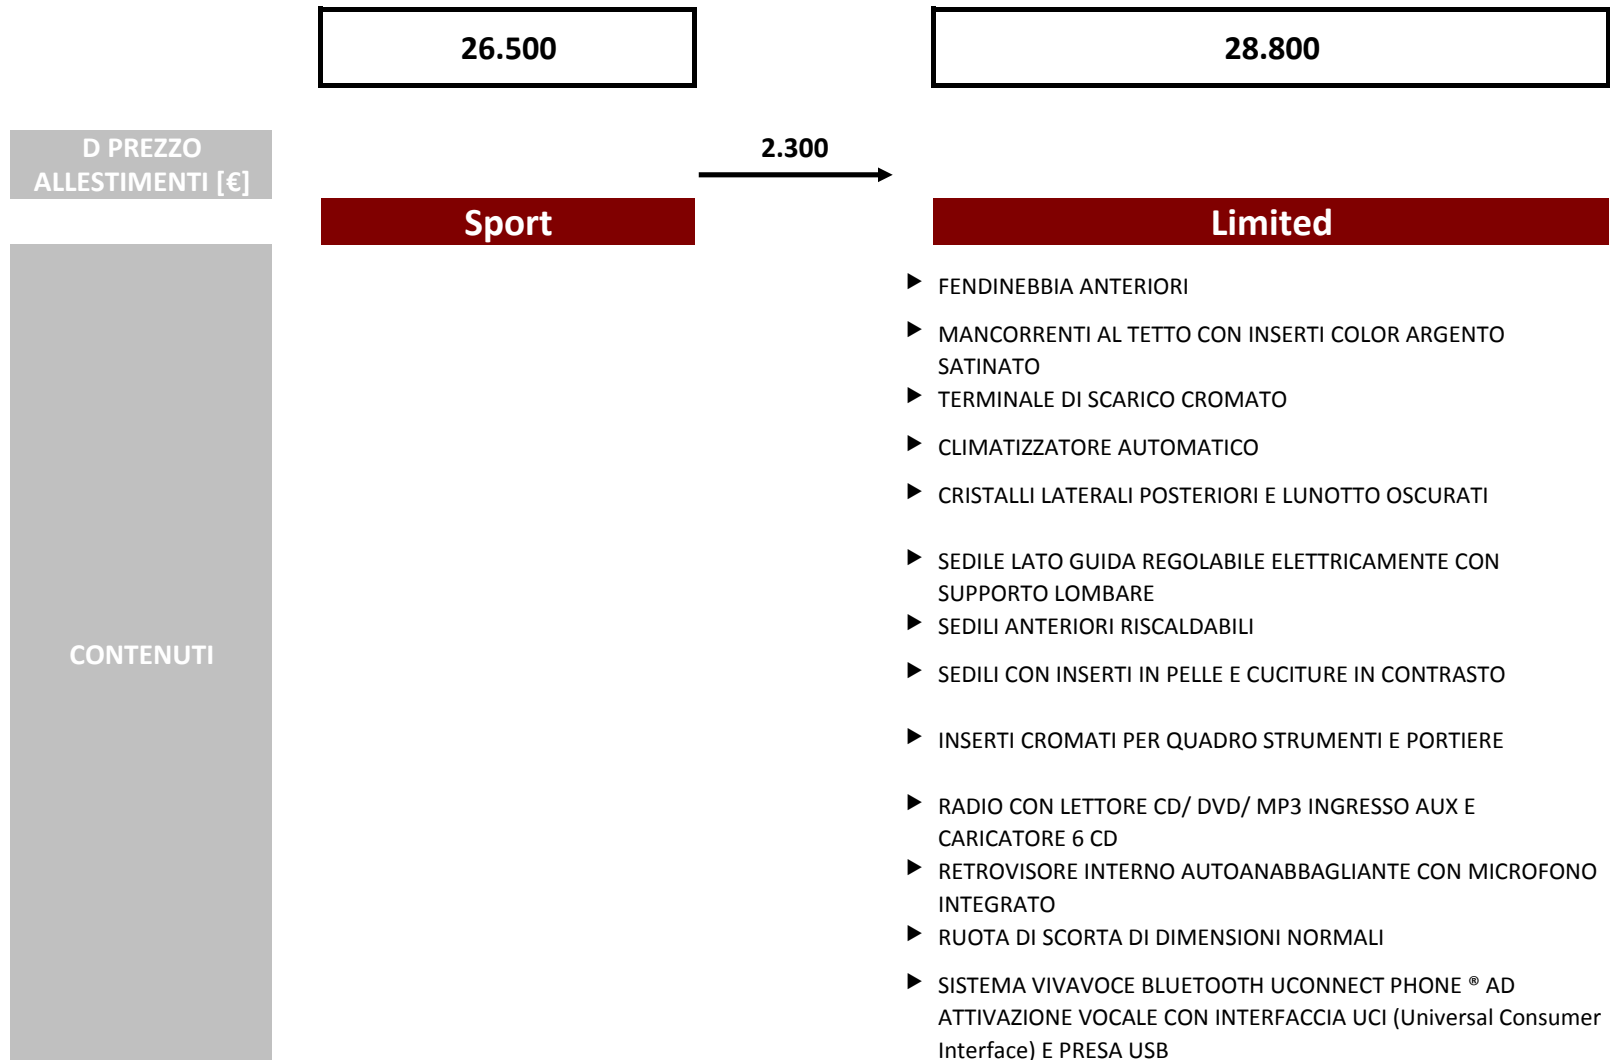 26.500
28.800
D PREZZO
ALLESTIMENTI [€]
2.300
Sport
Limited
CONTENUTI
FENDINEBBIA ANTERIORI
MANCORRENTI AL TETTO CON INSERTI COLOR ARGENTO
SATINATO
TERMINALE DI SCARICO CROMATO
CLIMATIZZATORE AUTOMATICO
CRISTALLI LATERALI POSTERIORI E LUNOTTO OSCURATI
SEDILE LATO GUIDA REGOLABILE ELETTRICAMENTE CON
SUPPORTO LOMBARE
SEDILI ANTERIORI RISCALDABILI
SEDILI CON INSERTI IN PELLE E CUCITURE IN CONTRASTO
INSERTI CROMATI PER QUADRO STRUMENTI E PORTIERE
RADIO CON LETTORE CD/ DVD/ MP3 INGRESSO AUX E
CARICATORE 6 CD
RETROVISORE INTERNO AUTOANABBAGLIANTE CON MICROFONO
INTEGRATO
RUOTA DI SCORTA DI DIMENSIONI NORMALI
SISTEMA VIVAVOCE BLUETOOTH UCONNECT PHONE ® AD
ATTIVAZIONE VOCALE CON INTERFACCIA UCI (Universal Consumer
Interface) E PRESA USB